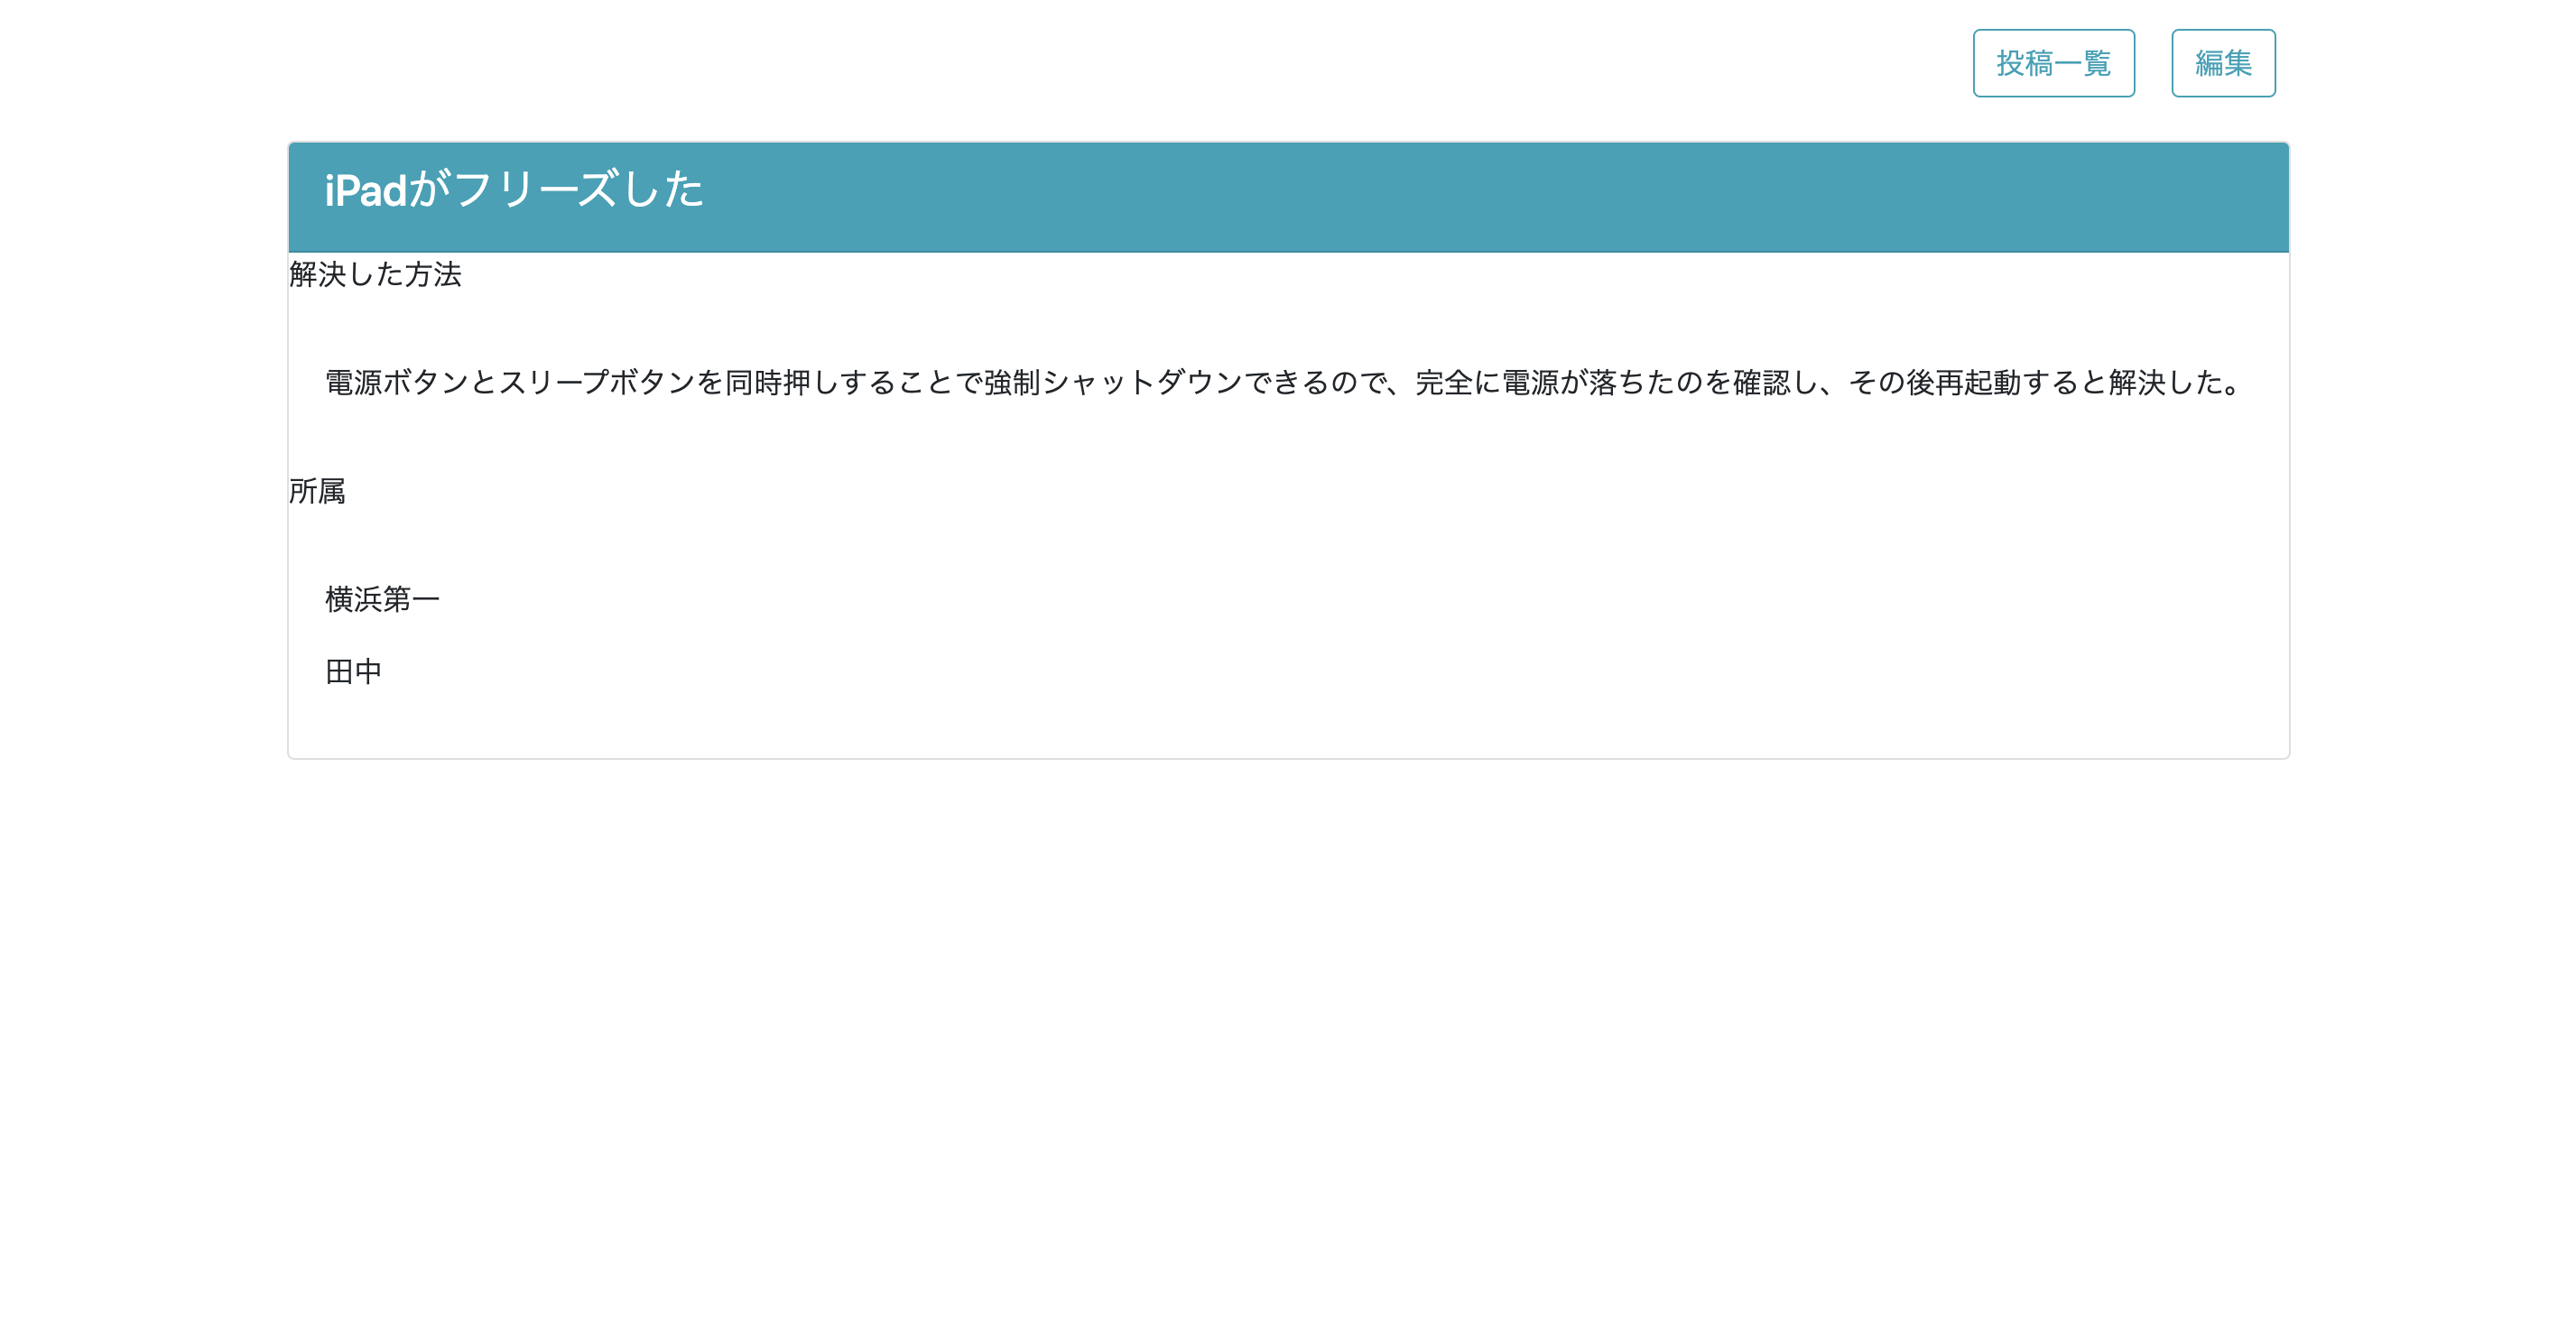 投稿一覧 編集
iPadがフリーズした
解決した方法
電源ボタンとスリープボタンを同時押しすることで強制シャットダウンできるので、完全に電源が落ちたのを確認し、その後再起動すると解決した。
所属
横浜第一
田中